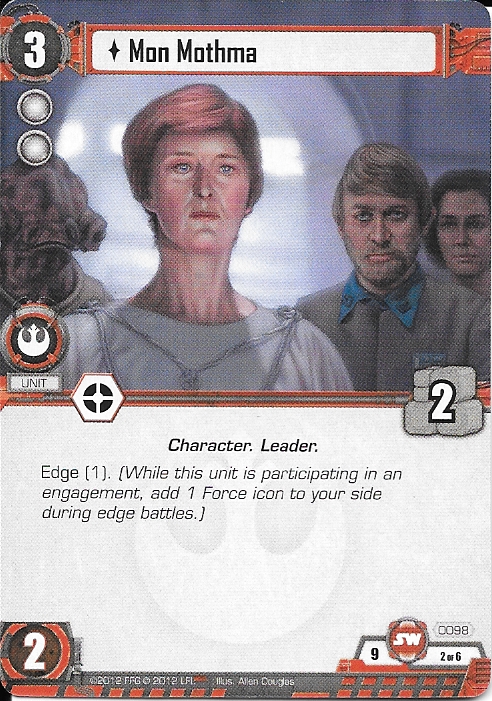 3
✦ Mon Mothma
UNIT
2
Character. Leader.
Edge (1). (While this unit is participating in an
engagement, add 1 Force icon to your side
during edge battles.)
2
9
SW
0098
2 OF 6
©2012 FFG © 2012 LFL Illus. Allen Douglas